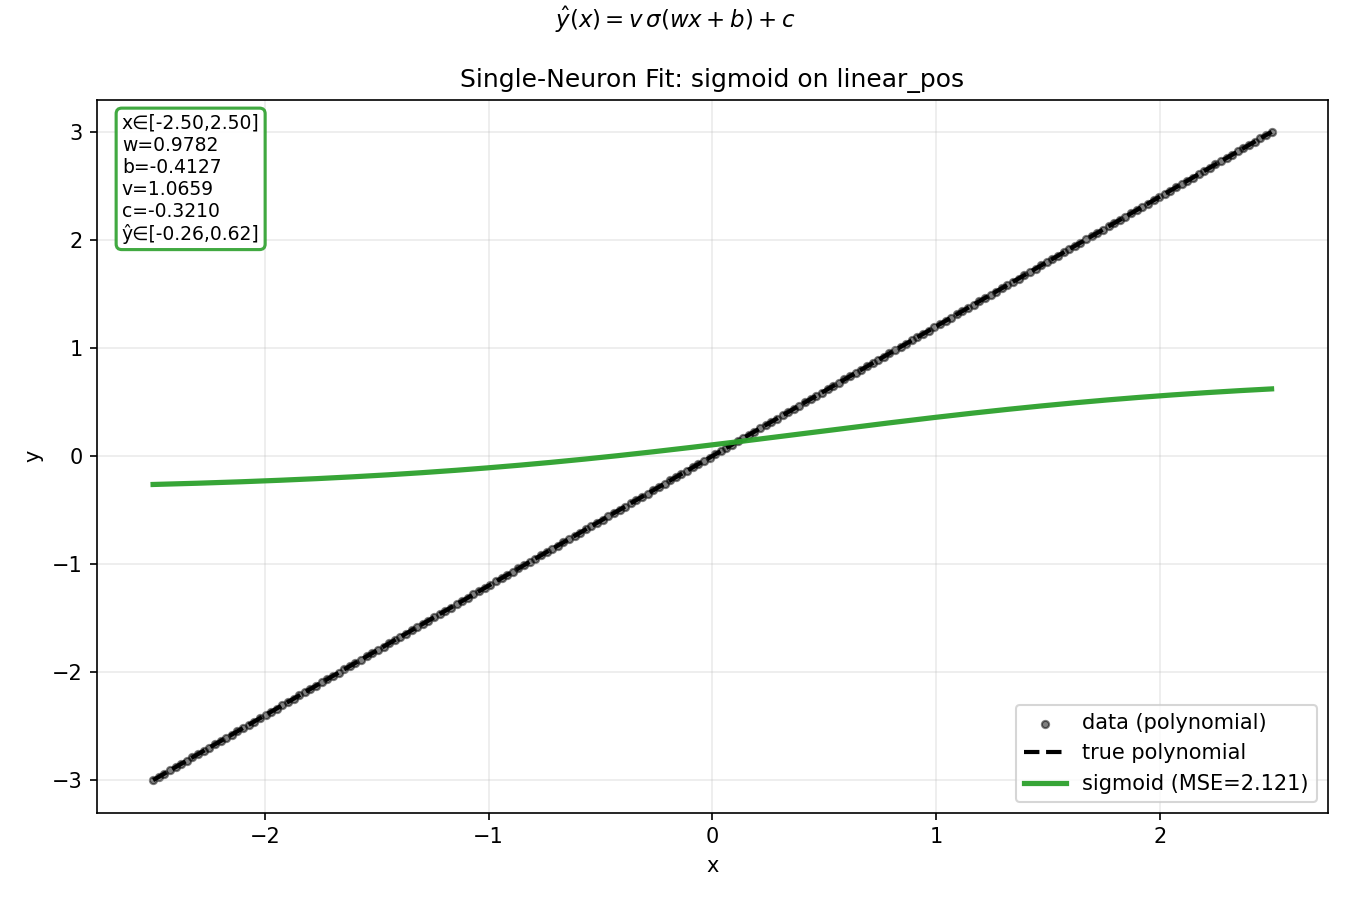 ŷ(x) = v σ(wx + b) + c
Single-Neuron Fit: sigmoid on linear_pos
x∈[-2.50,2.50]
w=0.9782
b=-0.4127
v=1.0659
c=-0.3210
ŷ∈[-0.26,0.62]
3
2
1
0
−1
−2
−3
y
data (polynomial)
true polynomial
sigmoid (MSE=2.121)
−2
−1
0
1
2
x